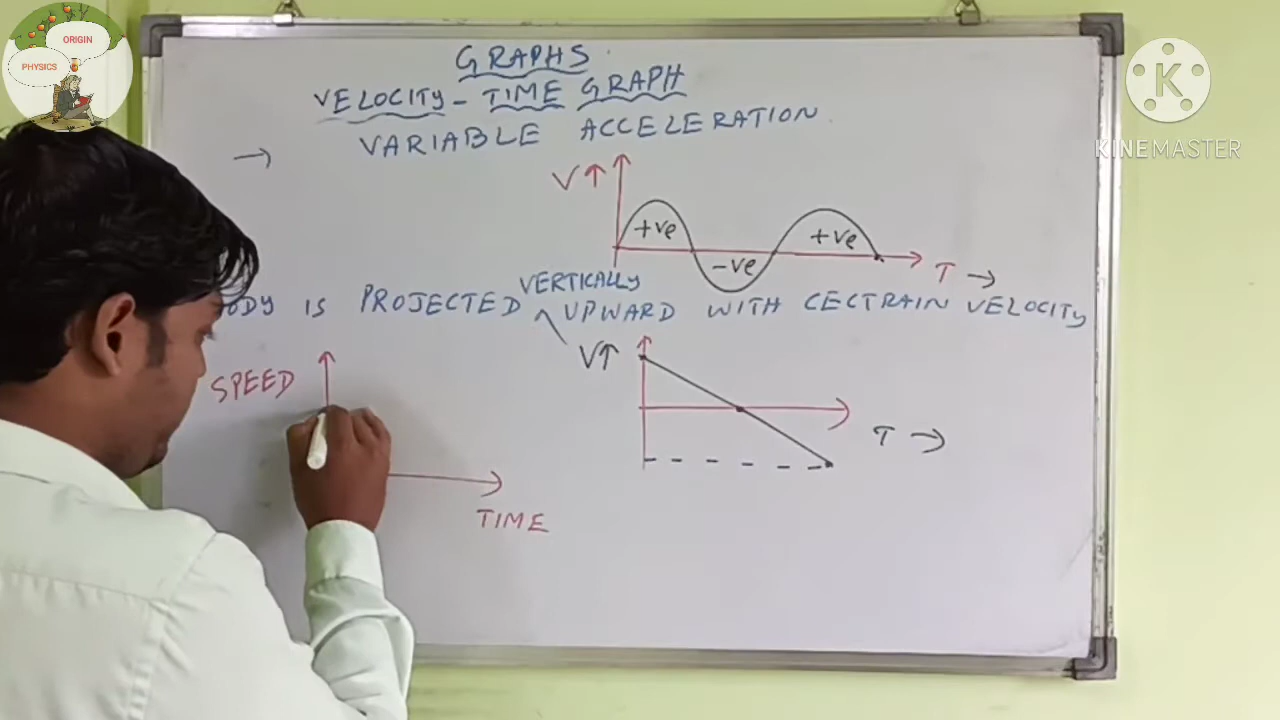 ORIGIN
PHYSICS
KINEMASTER
GRAPHS
VELOCITY - TIME GRAPH
→ VARIABLE ACCELERATION
V↑
+ve
-ve
+ve
T →
VERTICALLY
BODY IS PROJECTED UPWARD WITH CECTRAIN VELOCITY
V↑
T →
SPEED
TIME